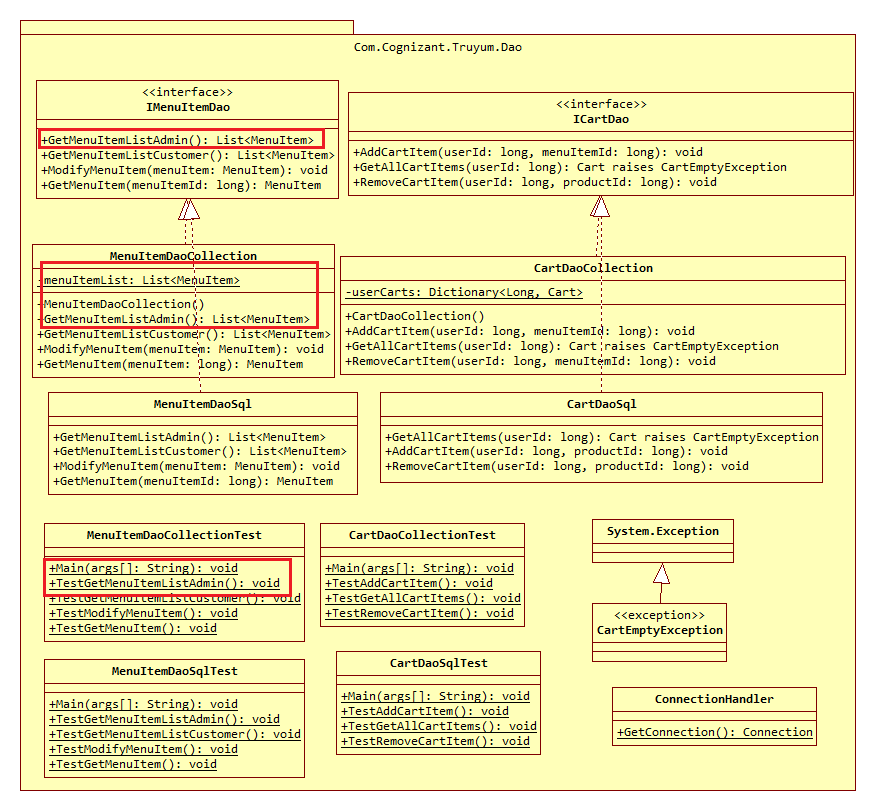 Com.Cognizant.Truyum.Dao
<<interface>>
IMenuItemDao
+GetMenuItemListAdmin(): List<MenuItem>
+GetMenuItemListCustomer(): List<MenuItem>
+ModifyMenuItem(menuItem: MenuItem): void
+GetMenuItem(menuItemId: long): MenuItem
<<interface>>
ICartDao
+AddCartItem(userId: long, menuItemId: long): void
+GetAllCartItems(userId: long): Cart raises CartEmptyException
+RemoveCartItem(userId: long, productId: long): void
MenuItemDaoCollection
-menuItemList: List<MenuItem>
+MenuItemDaoCollection()
+GetMenuItemListAdmin(): List<MenuItem>
+GetMenuItemListCustomer(): List<MenuItem>
+ModifyMenuItem(menuItem: MenuItem): void
+GetMenuItem(menuItem: long): MenuItem
CartDaoCollection
-userCarts: Dictionary<Long, Cart>
+CartDaoCollection()
+AddCartItem(userId: long, menuItemId: long): void
+GetAllCartItems(userId: long): Cart raises CartEmptyException
+RemoveCartItem(userId: long, menuItemId: long): void
MenuItemDaoSql
+GetMenuItemListAdmin(): List<MenuItem>
+GetMenuItemListCustomer(): List<MenuItem>
+ModifyMenuItem(menuItem: MenuItem): void
+GetMenuItem(menuItemId: long): MenuItem
CartDaoSql
+GetAllCartItems(userId: long): Cart raises CartEmptyException
+AddCartItem(userId: long, productId: long): void
+RemoveCartItem(userId: long, productId: long): void
MenuItemDaoCollectionTest
+Main(args[]: String): void
+TestGetMenuItemListAdmin(): void
+TestGetMenuItemListCustomer(): void
+TestModifyMenuItem(): void
+TestGetMenuItem(): void
CartDaoCollectionTest
+Main(args[]: String): void
+TestAddCartItem(): void
+TestGetAllCartItems(): void
+TestRemoveCartItem(): void
System.Exception
<<exception>>
CartEmptyException
MenuItemDaoSqlTest
+Main(args[]: String): void
+TestGetMenuItemListAdmin(): void
+TestGetMenuItemListCustomer(): void
+TestModifyMenuItem(): void
+TestGetMenuItem(): void
CartDaoSqlTest
+Main(args[]: String): void
+TestAddCartItem(): void
+TestGetAllCartItems(): void
+TestRemoveCartItem(): void
ConnectionHandler
+GetConnection(): Connection